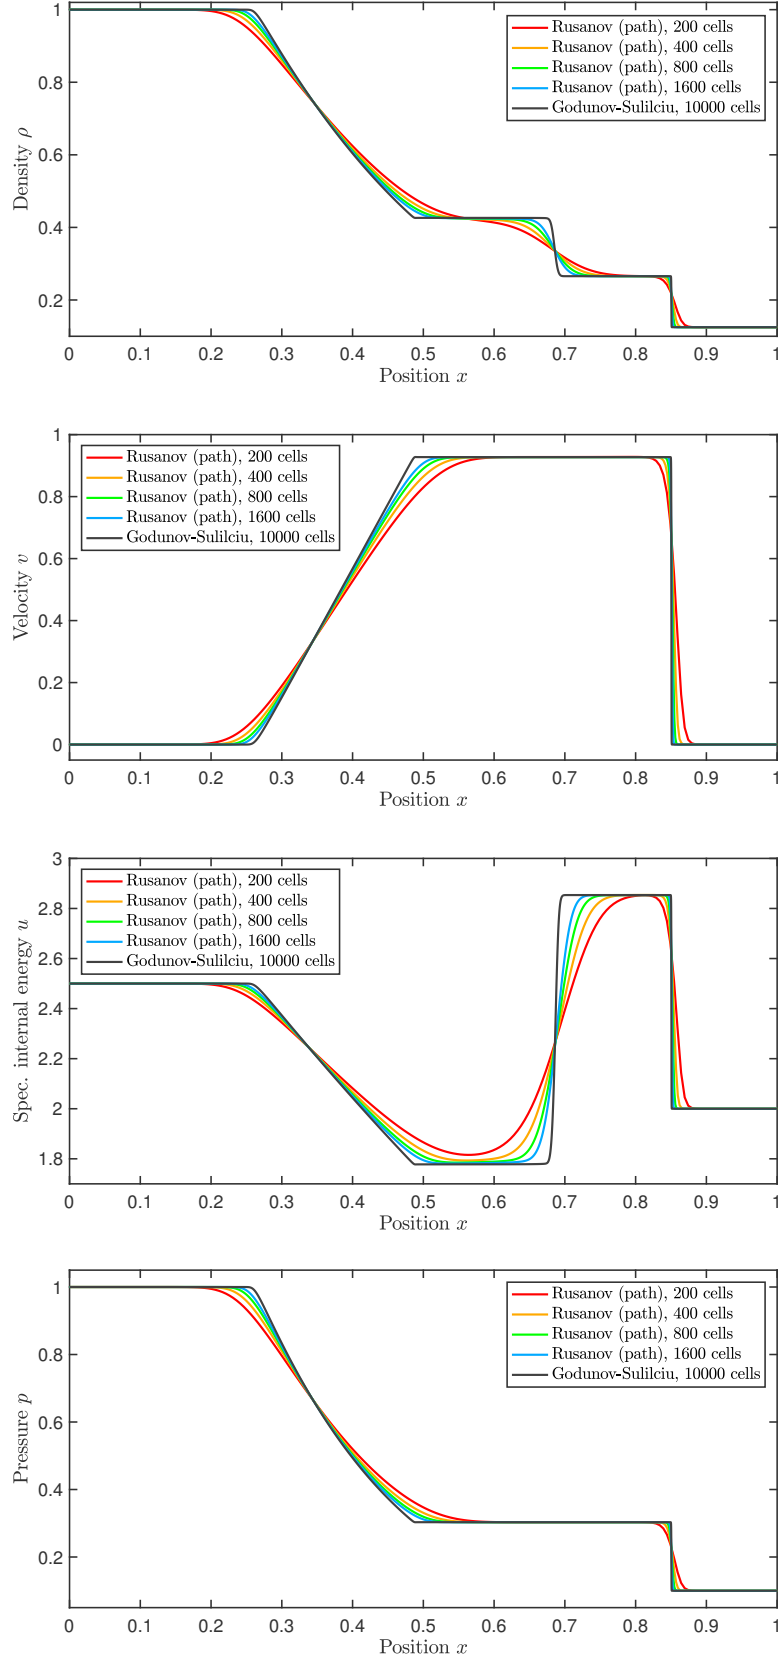 1
0.8
0.6
0.4
0.2
Density ρ
Rusanov (path), 200 cells
Rusanov (path), 400 cells
Rusanov (path), 800 cells
Rusanov (path), 1600 cells
Godunov-Sulilciu, 10000 cells
0 0.1 0.2 0.3 0.4 0.5 0.6 0.7 0.8 0.9 1
Position x
1
0.8
0.6
0.4
0.2
0
Velocity v
Rusanov (path), 200 cells
Rusanov (path), 400 cells
Rusanov (path), 800 cells
Rusanov (path), 1600 cells
Godunov-Sulilciu, 10000 cells
0 0.1 0.2 0.3 0.4 0.5 0.6 0.7 0.8 0.9 1
Position x
3
2.8
2.6
2.4
2.2
2
1.8
Spec. internal energy u
Rusanov (path), 200 cells
Rusanov (path), 400 cells
Rusanov (path), 800 cells
Rusanov (path), 1600 cells
Godunov-Sulilciu, 10000 cells
0 0.1 0.2 0.3 0.4 0.5 0.6 0.7 0.8 0.9 1
Position x
1
0.8
0.6
0.4
0.2
Pressure p
Rusanov (path), 200 cells
Rusanov (path), 400 cells
Rusanov (path), 800 cells
Rusanov (path), 1600 cells
Godunov-Sulilciu, 10000 cells
0 0.1 0.2 0.3 0.4 0.5 0.6 0.7 0.8 0.9 1
Position x